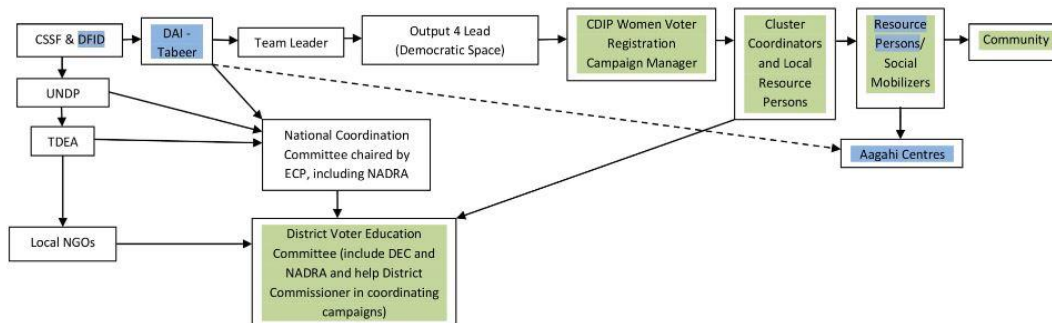 CSSF & DFID
DAI -
Tabeer
Team Leader
Output 4 Lead
(Democratic Space)
CDIP Women Voter
Registration
Campaign Manager
Cluster
Coordinators
and Local
Resource
Persons
Resource
Persons/
Social
Mobilizers
Community
UNDP
TDEA
National Coordination
Committee chaired by
ECP, including NADRA
Aagahi Centres
Local NGOs
District Voter Education
Committee (include DEC and
NADRA and help District
Commissioner in coordinating
campaigns)